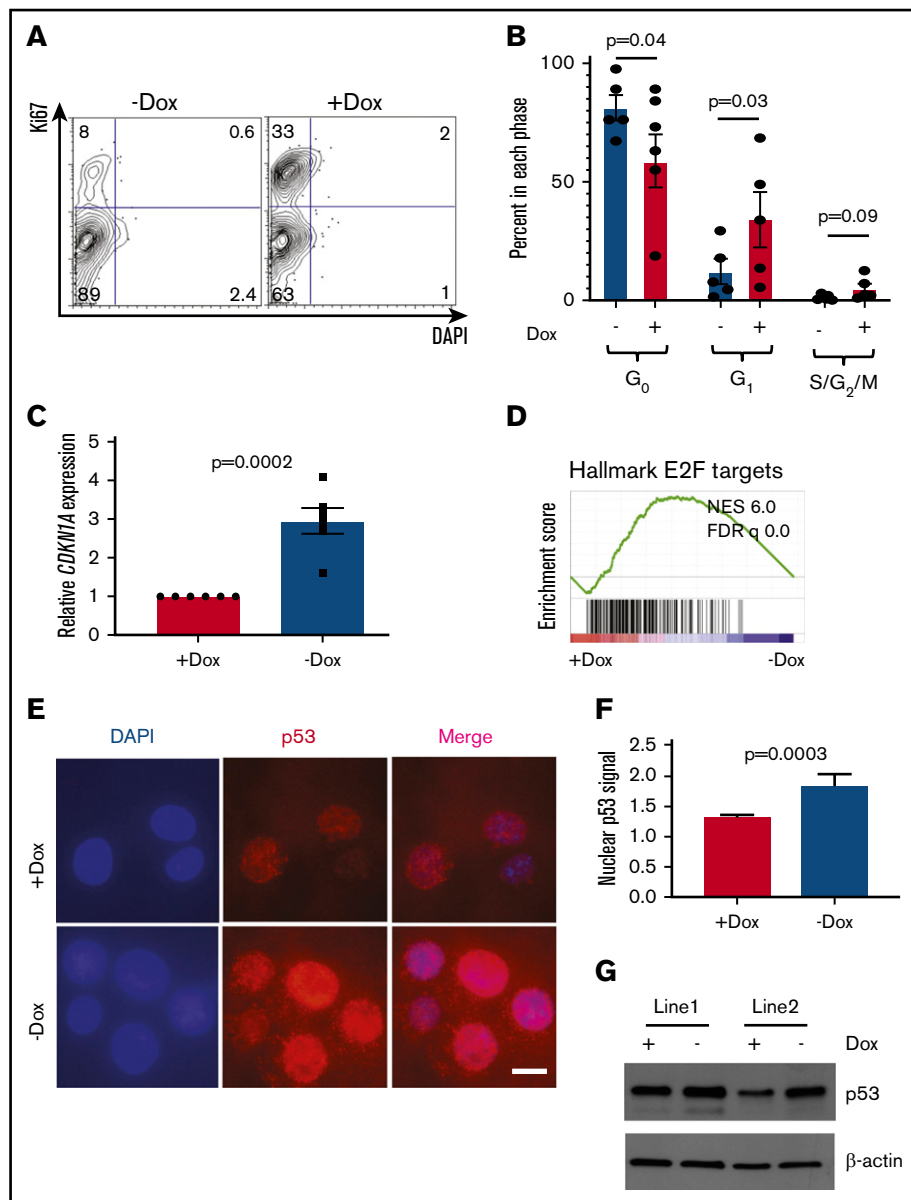 A
-Dox
+Dox
Ki67
8
0.6
33
2
89
2.4
63
1
DAPI
B
p=0.04
p=0.03
p=0.09
100
50
0
Percent in each phase
Dox
- + - + - +
G0
G1
S/G2/M
C
5
4
3
2
1
0
Relative CDKN1A expression
p=0.0002
+Dox
-Dox
D
Hallmark E2F targets
NES 6.0
FDR q 0.0
Enrichment score
+Dox
-Dox
E
DAPI
p53
Merge
+Dox
-Dox
F
2.5
2.0
1.5
1.0
0.5
0.0
Nuclear p53 signal
p=0.0003
+Dox
-Dox
G
Line1
Line2
+ - + - Dox
p53
β-actin